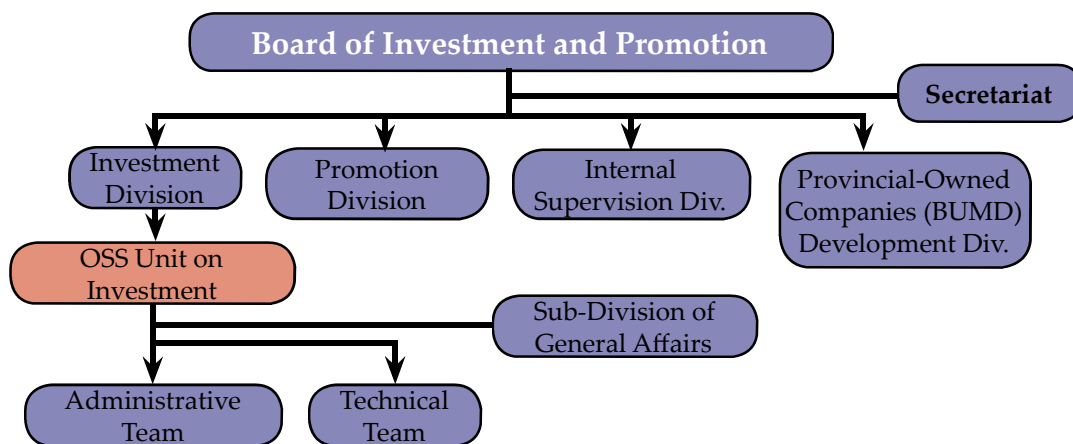 Board of Investment and Promotion
Secretariat
Investment
Division
Promotion
Division
Internal
Supervision Div.
Provincial-Owned
Companies (BUMD)
Development Div.
OSS Unit on
Investment
Sub-Division of
General Affairs
Administrative
Team
Technical
Team